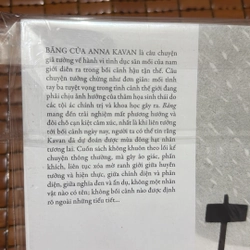 BĂNG CỦA ANNA KAVAN là câu chuyện
giả tưởng về hành vi tình dục săn mồi của nam
giới diễn ra trong bối cảnh hậu tận thế. Câu
chuyện tưởng chừng như đơn giản: mối tình
tay ba tuyệt vọng trong tình cảnh thế giới đang
phải chịu ảnh hưởng của thảm họa sinh thái do
các tội ác chính trị và khoa học gây ra. Băng
mang đến trải nghiệm mất phương hướng và
đôi chỗ cạn kiệt cảm xúc, nhất là khi liên tưởng
tới bối cảnh ngày nay, người ta có thể tin rằng
Kavan đã dự đoán được mùa đông hạt nhân
tương lai. Cuốn sách không khuôn theo lối kể
chuyện thông thường, mà gây ảo giác, phân
khích, liên tục xóa mờ ranh giới giữa huyễn tưởng
và hiện thực, giữa chính diện và phản
diện, giữa nghĩa đen và ẩn dụ, không một nhân
vật nào có tên; không bối cảnh nào được định
rõ ngoài những tiểu tiết...